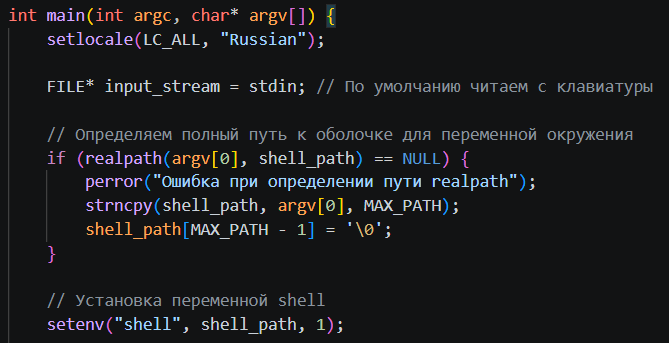 int main(int argc, char* argv[]) {
setlocale(LC_ALL, "Russian");
FILE* input_stream = stdin; // По умолчанию читаем с клавиатуры
// Определяем полный путь к оболочке для переменной окружения
if (realpath(argv[0], shell_path) == NULL) {
perror("Ошибка при определении пути realpath");
strncpy(shell_path, argv[0], MAX_PATH);
shell_path[MAX_PATH - 1] = '\0';
}
// Установка переменной shell
setenv("shell", shell_path, 1);